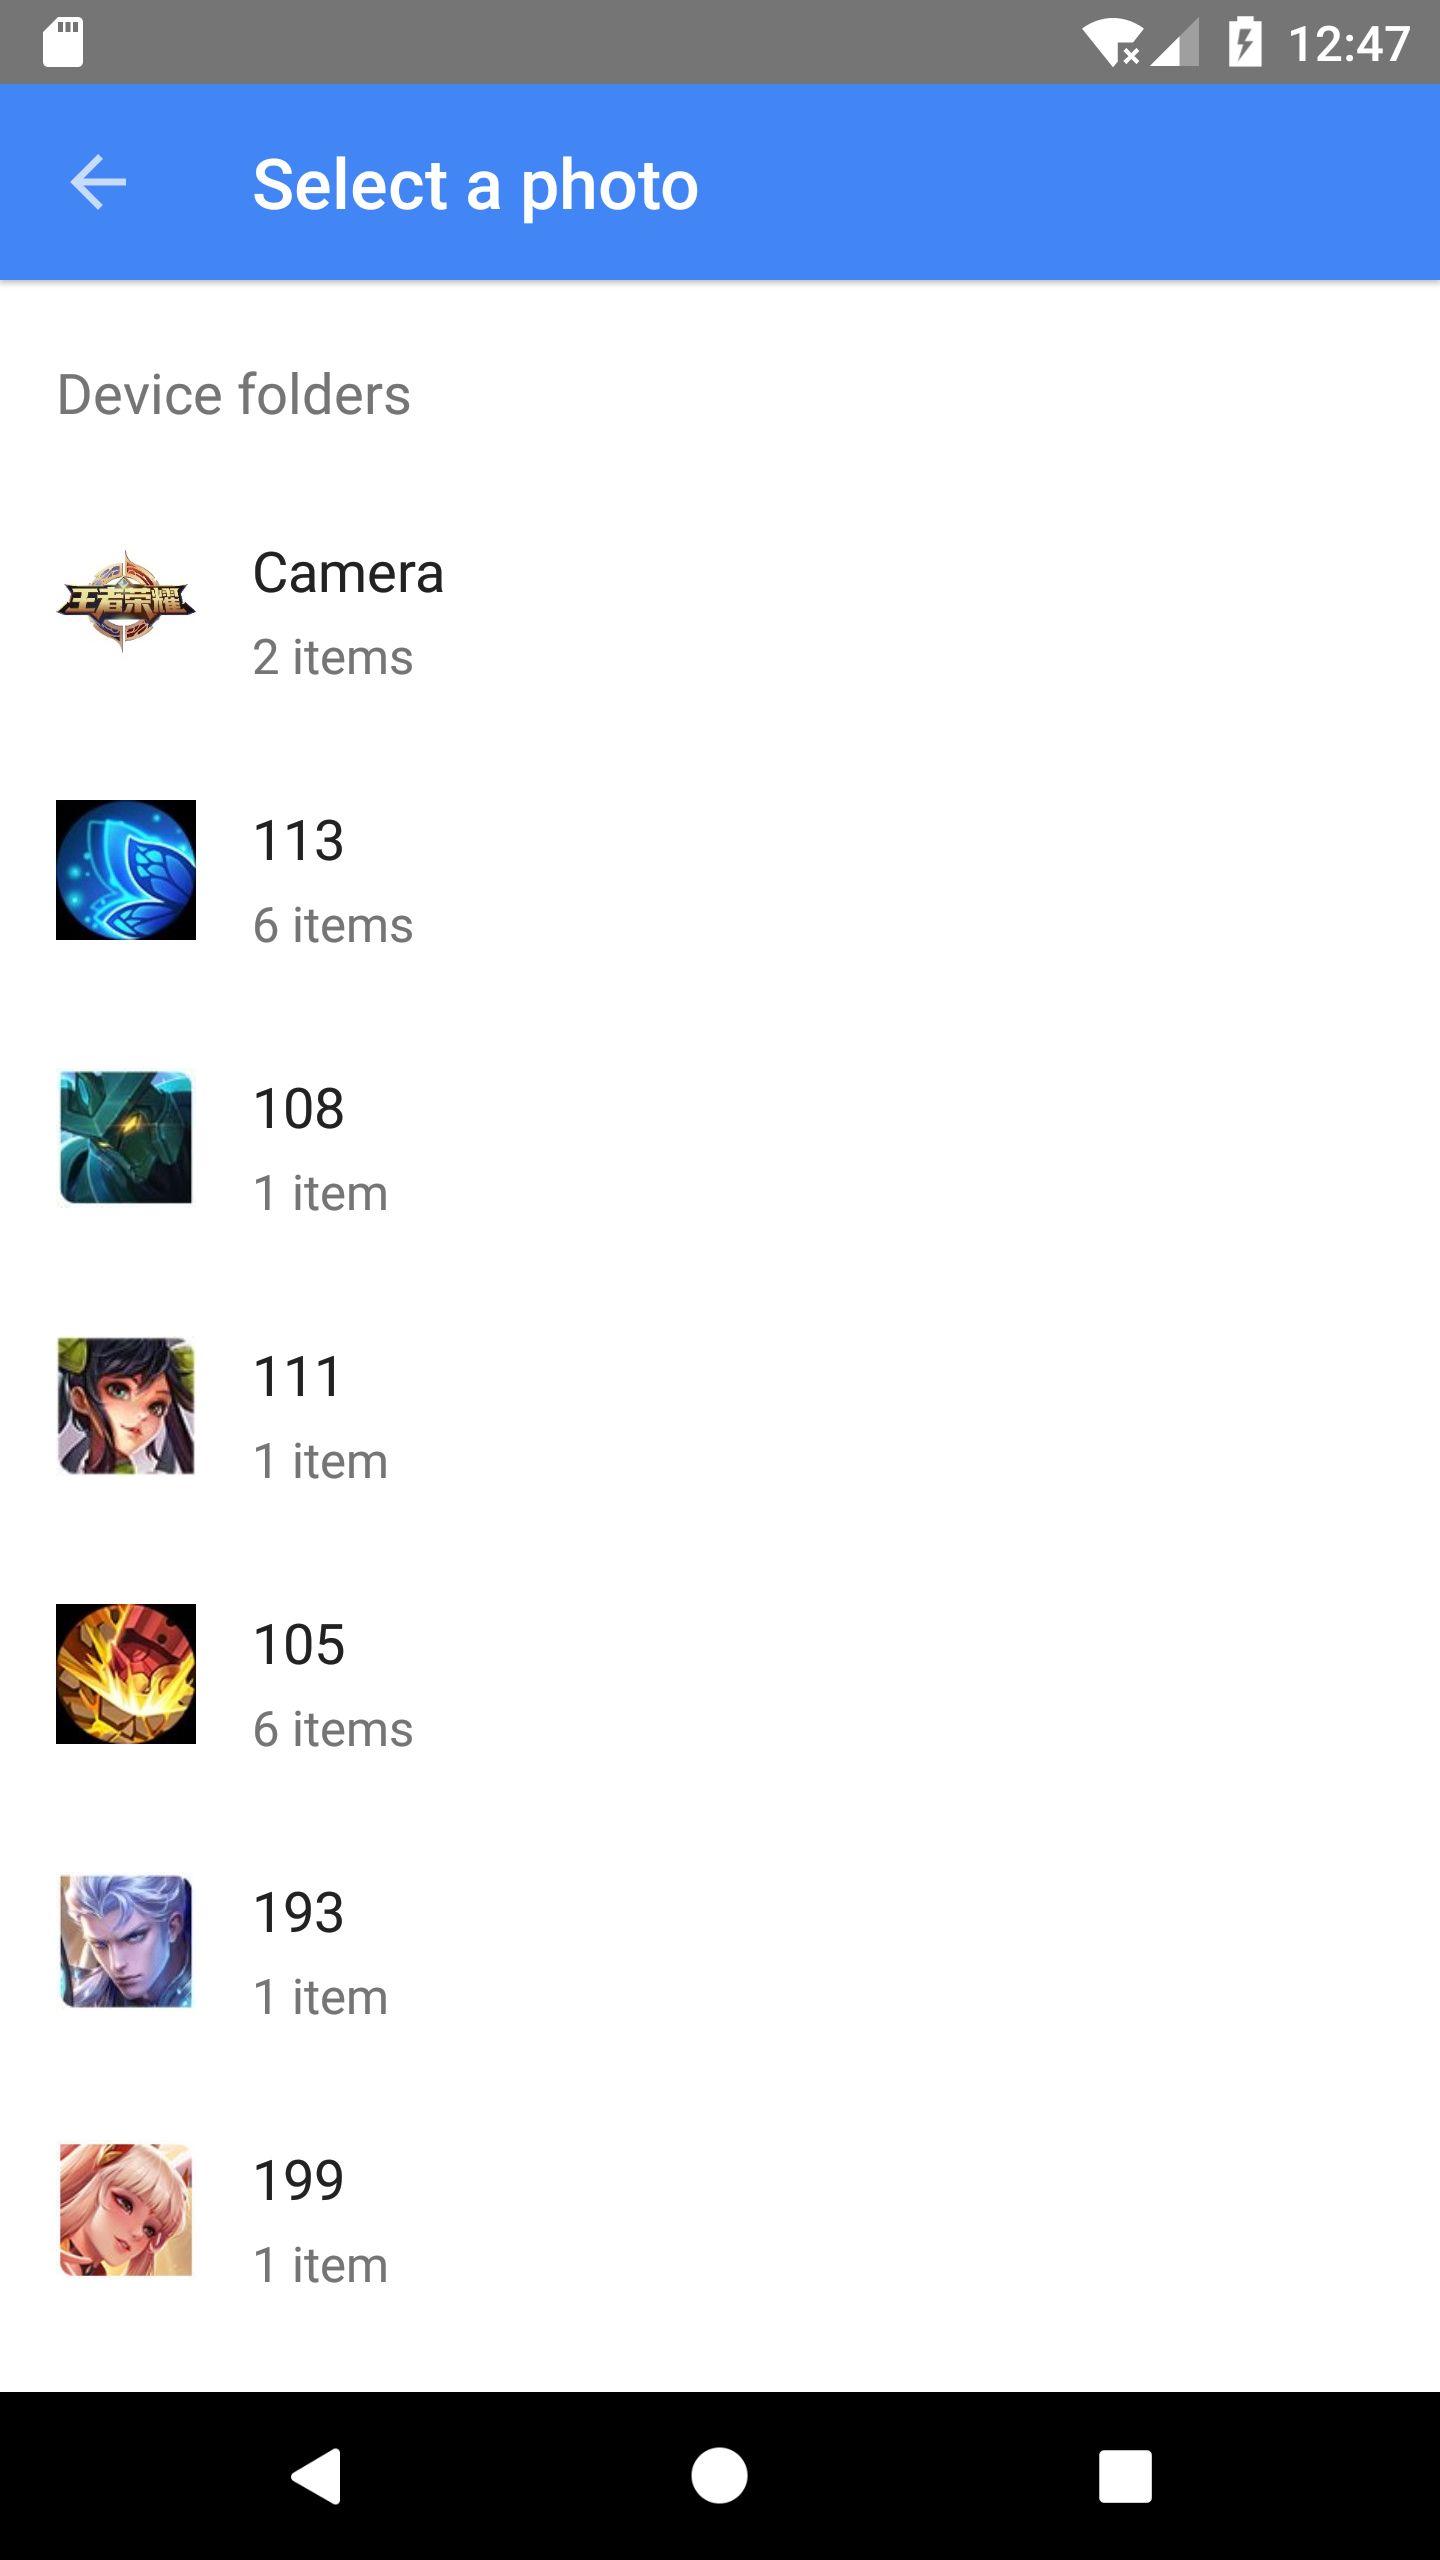 12:47
Select a photo
Device folders
王者荣耀
Camera
2 items
113
6 items
108
1 item
111
1 item
105
6 items
193
1 item
199
1 item